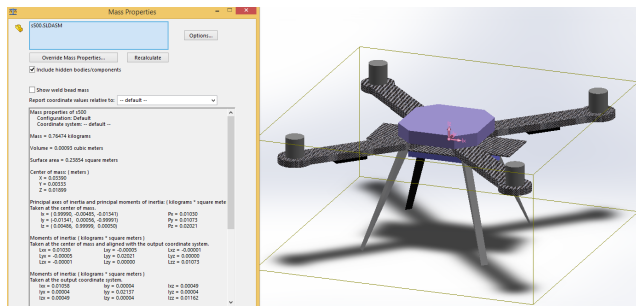 Mass Properties
s500.SLDASM
Options...
Override Mass Properties...
Recalculate
Include hidden bodies/components
Show weld bead mass
Report coordinate values relative to:
-- default --
Mass properties of s500
Configuration: Default
Coordinate system: -- default --
Mass = 0.76474 kilograms
Volume = 0.00093 cubic meters
Surface area = 0.23854 square meters
Center of mass: ( meters )
X = 0.03390
Y = 0.00333
Z = 0.01899
Principal axes of inertia and principal moments of inertia: ( kilograms * square mete
Taken at the center of mass.
Ix = ( 0.99990, -0.00485, -0.01341) Px = 0.01030
Iy = (-0.01341, 0.00056, -0.99991) Py = 0.01073
Iz = ( 0.00486, 0.99999, 0.00050) Pz = 0.02021
Moments of inertia: ( kilograms * square meters )
Taken at the center of mass and aligned with the output coordinate system.
Lxx = 0.01030 Lxy = -0.00005 Lxz = -0.00001
Lyx = -0.00005 Lyy = 0.02021 Lyz = 0.00000
Lzx = -0.00001 Lzy = 0.00000 Lzz = 0.01073
Moments of inertia: ( kilograms * square meters )
Taken at the output coordinate system.
Ixx = 0.01058 Ixy = 0.00004 Ixz = 0.00049
Iyx = 0.00004 Iyy = 0.02137 Iyz = 0.00004
Izx = 0.00049 Izy = 0.00004 Izz = 0.01162